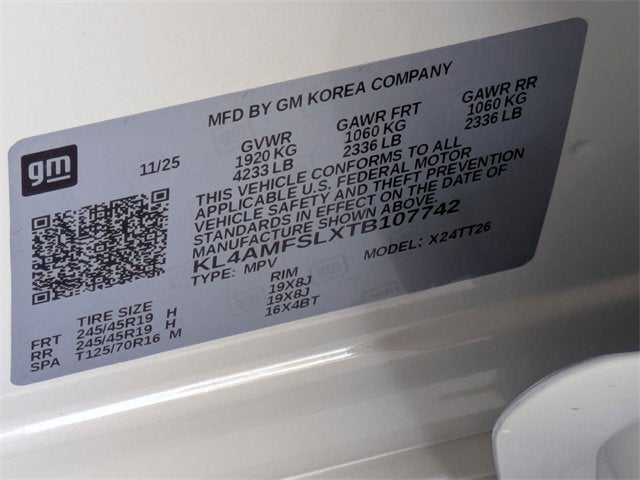 MFD BY GM KOREA COMPANY
gm
11/25
GVWR GAWR FRT GAWR RR
1920 KG 1060 KG 1060 KG
4233 LB 2336 LB 2336 LB
THIS VEHICLE CONFORMS TO ALL
APPLICABLE U.S. FEDERAL MOTOR
VEHICLE SAFETY AND THEFT PREVENTION
STANDARDS IN EFFECT ON THE DATE OF
MANUFACTURE SHOWN ABOVE.
KL4AMFSLXTB107742
TYPE: MPV MODEL: X24TT26
TIRE SIZE RIM
FRT 245/45R19 H 19X8J
RR 245/45R19 H 19X8J
SPA T125/70R16 M 16X4BT